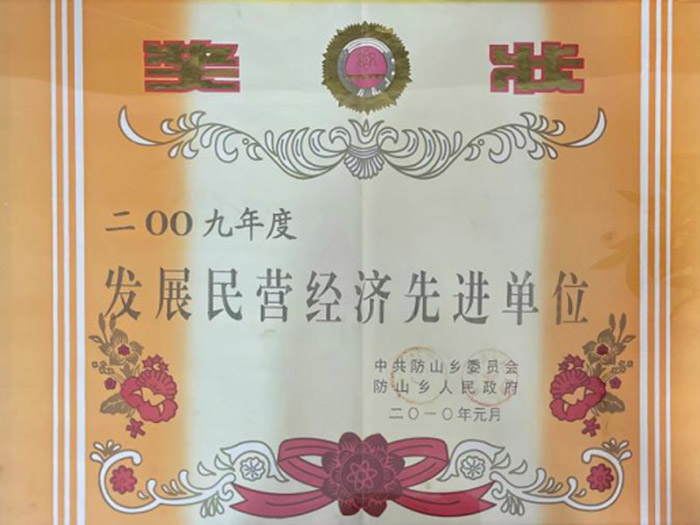 奖状
二OO九年度
发展民营经济先进单位
中共防山乡委员会
防山乡人民政府
二〇一〇年元月